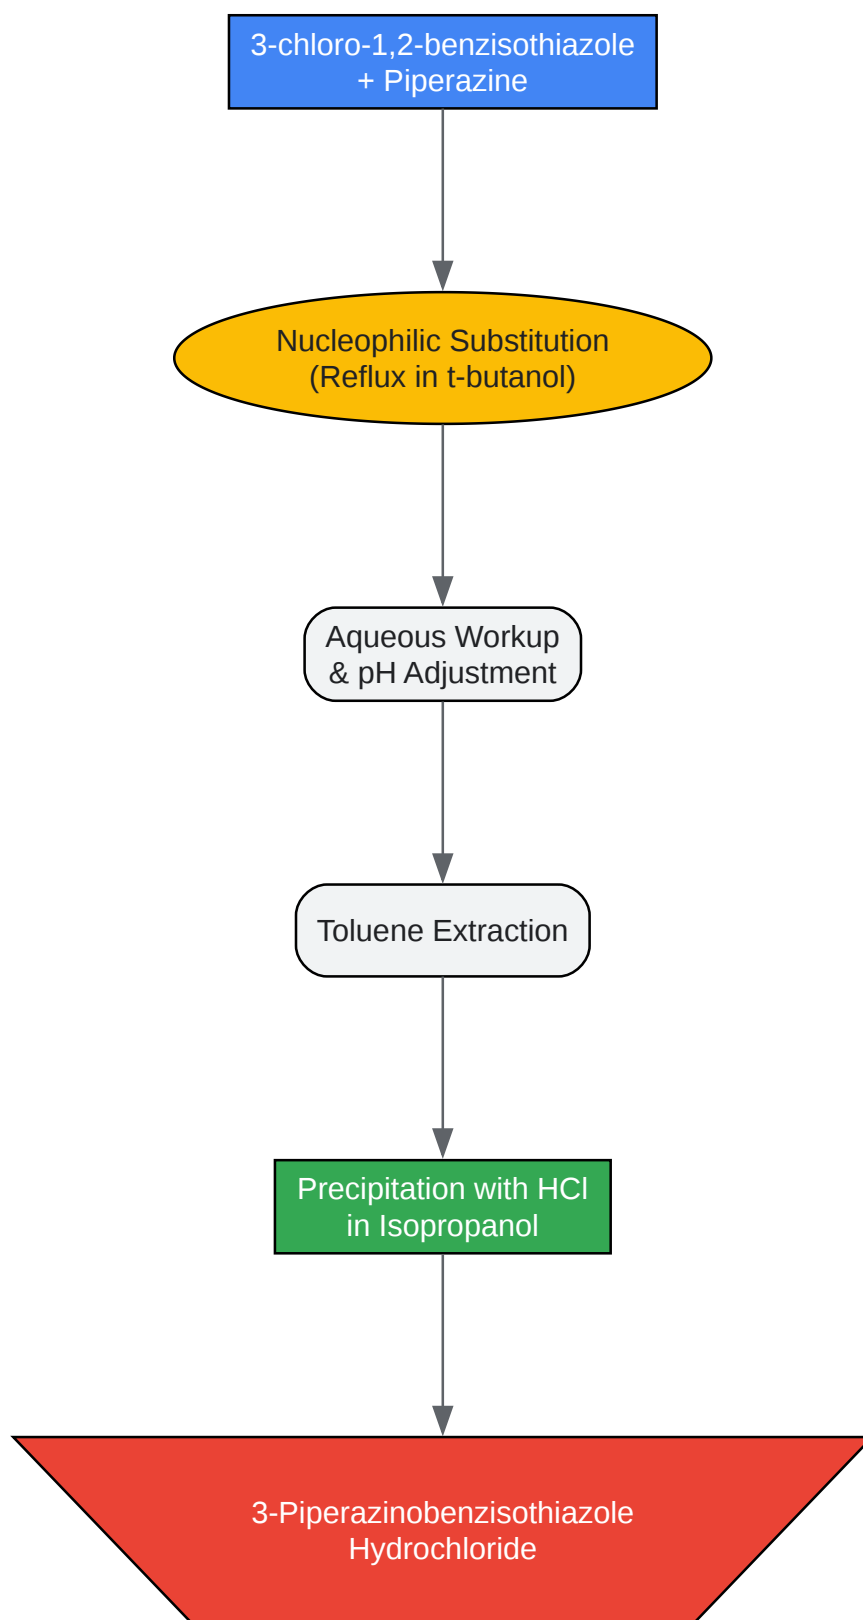 3-chloro-1,2-benzisothiazole
+ Piperazine
Nucleophilic Substitution
(Reflux in t-butanol)
Aqueous Workup
& pH Adjustment
Toluene Extraction
Precipitation with HCl
in Isopropanol
3-Piperazinobenzisothiazole
Hydrochloride